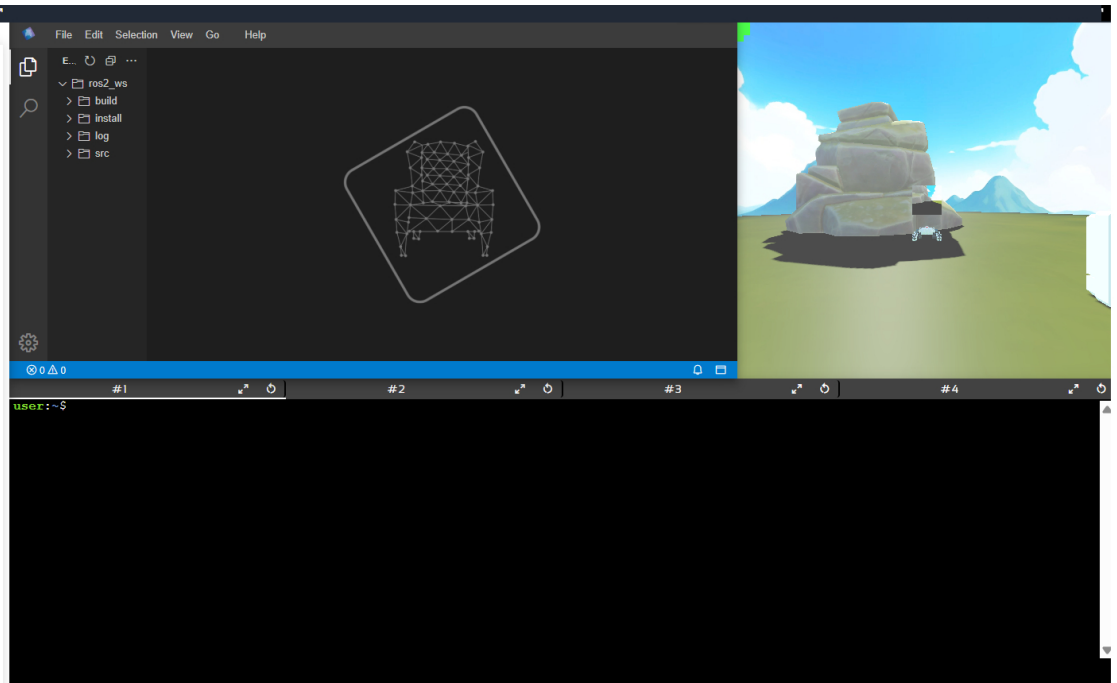 File Edit Selection View Go Help
E...
ros2_ws
build
install
log
src
0 0
#1 #2 #3 #4
user:~$